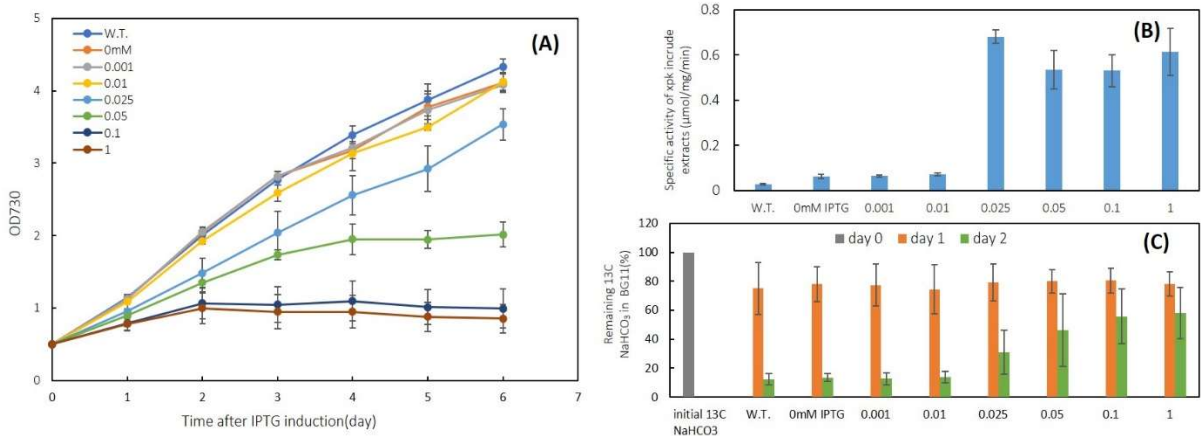 (A)
5
4
3
2
1
0
OD730
W.T.
0mM
0.001
0.01
0.025
0.05
0.1
1
0 1 2 3 4 5 6 7
Time after IPTG induction(day)
(B)
0.8
0.6
0.4
0.2
0
Specific activity of xpk incrude
extracts (μmol/mg/min)
W.T. 0mM IPTG 0.001 0.01 0.025 0.05 0.1 1
(C)
day 0 day 1 day 2
120
100
80
60
40
20
0
Remaining 13C
NaHCO₃ in BG11(%)
initial 13C W.T. 0mM IPTG 0.001 0.01 0.025 0.05 0.1 1
NaHCO3